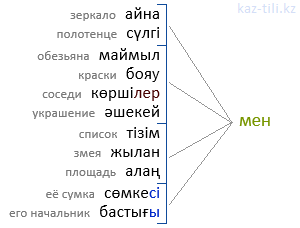 kaz-tili.kz
зеркало айна
полотенце сүлгі
обезьяна маймыл
краски бояу
соседи көршілер
украшение әшекей
мен
список тізім
змея жылан
площадь алаң
её сумка сөмкесі
его начальник бастығы